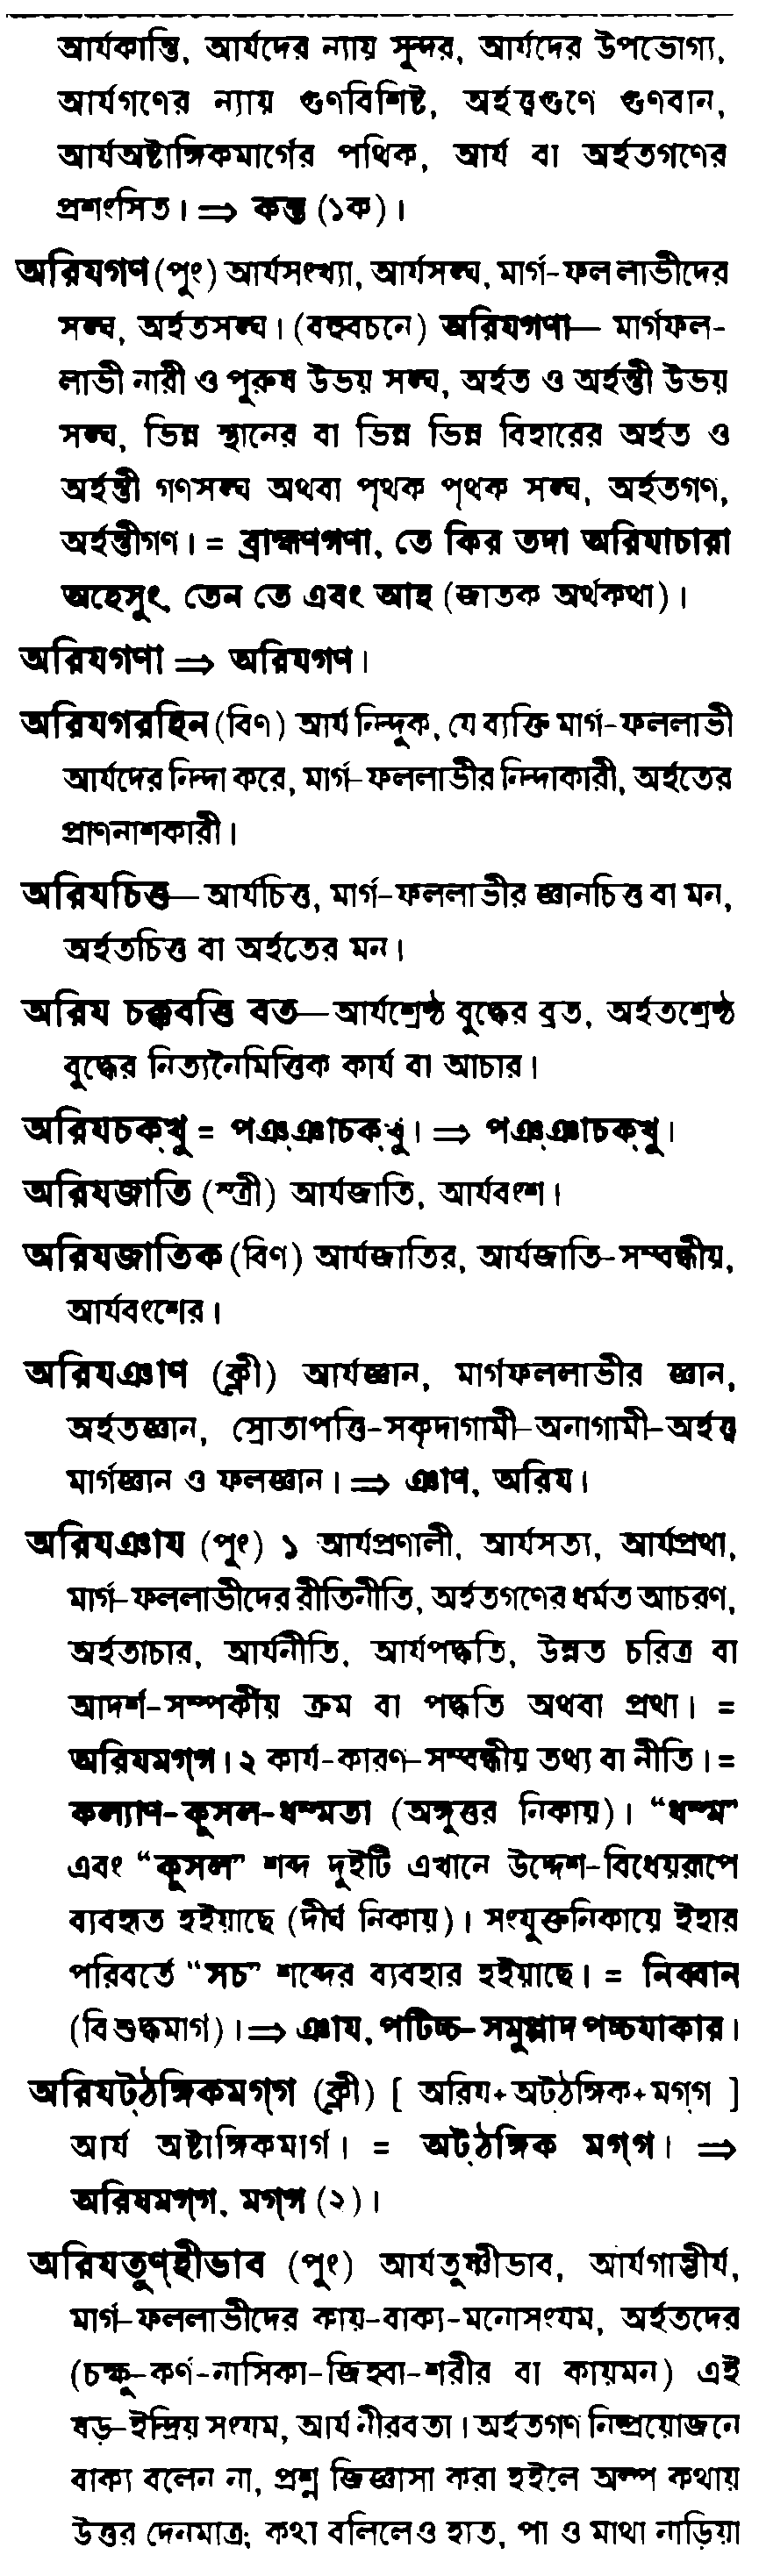 আর্যকান্তি, আর্যদের ন্যায় সুন্দর, আর্যদের উপভোগ্য,
আর্যগণের ন্যায় গুণবিশিষ্ট, অর্হত্ত্বগুণে গুণবান,
আর্যঅষ্টাঙ্গিকমার্গের পথিক, আর্য বা অর্হতগণের
প্রশংসিত। ⇒ কন্ত (১ক)।
অরিযগণ (পুং) আর্যসংখ্যা, আর্যসঙ্ঘ, মার্গ-ফললাভীদের
সঙ্ঘ, অর্হতসঙ্ঘ। (বহুবচনে) অরিযগণা— মার্গফল-
লাভী নারী ও পুরুষ উভয় সঙ্ঘ, অর্হত ও অর্হন্তী উভয়
সঙ্ঘ, ভিন্ন স্থানের বা ভিন্ন ভিন্ন বিহারের অর্হত ও
অর্হন্তী গণসঙ্ঘ অথবা পৃথক পৃথক সঙ্ঘ, অর্হতগণ,
অর্হন্তীগণ। = ব্রাহ্মণগণা, তে কির তদা অরিযাচারা
অহেসুং, তেন তে এবং আহ (জাতক অর্থকথা)।
অরিযগণা ⇒ অরিযগণ।
অরিযগরহিন (বিণ) আর্য নিন্দুক, যে ব্যক্তি মার্গ-ফললাভী
আর্যদের নিন্দা করে, মার্গ-ফললাভীর নিন্দাকারী, অর্হতের
প্রাণনাশকারী।
অরিযচিত্ত— আর্যচিত্ত, মার্গ-ফললাভীর জ্ঞানচিত্ত বা মন,
অর্হতচিত্ত বা অর্হতের মন।
অরিয চক্কবত্তি বত— আর্যশ্রেষ্ঠ বুদ্ধের ব্রত, অর্হতশ্রেষ্ঠ
বুদ্ধের নিত্যনৈমিত্তিক কার্য বা আচার।
অরিযচক্খু = পঞ্ঞাচক্খু। ⇒ পঞ্ঞাচক্খু।
অরিযজাতি (স্ত্রী) আর্যজাতি, আর্যবংশ।
অরিযজাতিক (বিণ) আর্যজাতির, আর্যজাতি-সম্বন্ধীয়,
আর্যবংশের।
অরিযঞাণ (ক্লী) আর্যজ্ঞান, মার্গফললাভীর জ্ঞান,
অর্হতজ্ঞান, স্রোতাপত্তি-সকৃদাগামী-অনাগামী-অর্হত্ত্ব
মার্গজ্ঞান ও ফলজ্ঞান। ⇒ ঞাণ, অরিয।
অরিযঞায (পুং) ১ আর্যপ্রণালী, আর্যসত্য, আর্যপ্রথা,
মার্গ-ফললাভীদের রীতিনীতি, অর্হতগণের ধর্মত আচরণ,
অর্হতাচার, আর্যনীতি, আর্যপদ্ধতি, উন্নত চরিত্র বা
আদর্শ-সম্পর্কীয় ক্রম বা পদ্ধতি অথবা প্রথা। =
অরিযমগ্গ। ২ কার্য-কারণ-সম্বন্ধীয় তথ্য বা নীতি। =
কল্যাণ-কুসল-ধম্মতা (অঙ্গুত্তর নিকায়)। “ধম্ম”
এবং “কুসল” শব্দ দুইটি এখানে উদ্দেশ-বিধেয়রূপে
ব্যবহৃত হইয়াছে (দীর্ঘ নিকায়)। সংযুক্তনিকায়ে ইহার
পরিবর্তে “সচ” শব্দের ব্যবহার হইয়াছে। = নিব্বান
(বিশুদ্ধমার্গ)। ⇒ ঞায, পটিচ্চ-সমুপ্পাদ পচ্চযাকার।
অরিযট্ঠঙ্গিকমগ্গ (ক্লী) [ অরিয+অট্ঠঙ্গিক+মগ্গ ]
আর্য অষ্টাঙ্গিকমার্গ। = অট্ঠঙ্গিক মগ্গ। ⇒
অরিযমগ্গ, মগ্গ (২)।
অরিযতুণ্হীভাব (পুং) আর্যতুষ্ণীভাব, আর্যগাম্ভীর্য,
মার্গ-ফললাভীদের কায়-বাক্য-মনোসংযম, অর্হতদের
(চক্ষু-কর্ণ-নাসিকা-জিহ্বা-শরীর বা কায়মন) এই
ষড়-ইন্দ্রিয় সংযম, আর্য নীরবতা। অর্হতগণ নিষ্প্রয়োজনে
বাক্য বলেন না, প্রশ্ন জিজ্ঞাসা করা হইলে অল্প কথায়
উত্তর দেনমাত্র; কথা বলিলেও হাত, পা ও মাথা নাড়িয়া